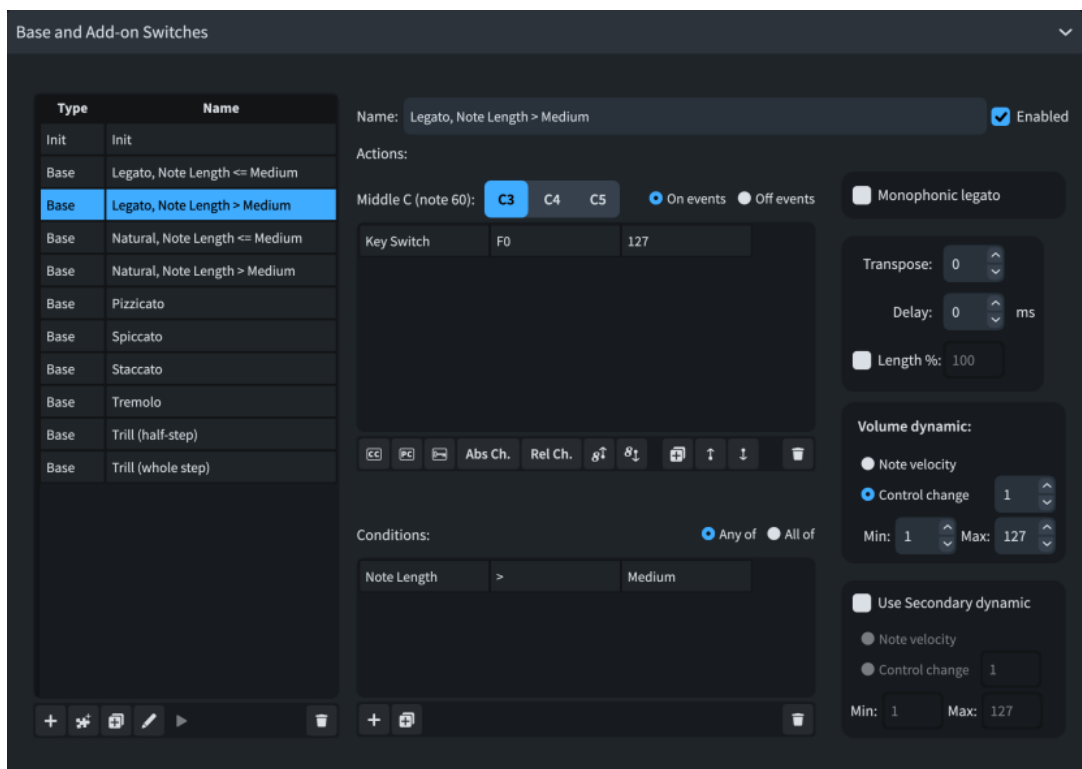 Base and Add-on Switches
Type Name
Init Init
Base Legato, Note Length <= Medium
Base Legato, Note Length > Medium
Base Natural, Note Length <= Medium
Base Natural, Note Length > Medium
Base Pizzicato
Base Spiccato
Base Staccato
Base Tremolo
Base Trill (half-step)
Base Trill (whole step)
Name: Legato, Note Length > Medium Enabled
Actions:
Middle C (note 60): C3 C4 C5 On events Off events
Key Switch F0 127
CC PC Abs Ch. Rel Ch. 8 8
Conditions: Any of All of
Note Length > Medium
Monophonic legato
Transpose: 0
Delay: 0 ms
Length %: 100
Volume dynamic:
Note velocity
Control change 1
Min: 1 Max: 127
Use Secondary dynamic
Note velocity
Control change 1
Min: 1 Max: 127